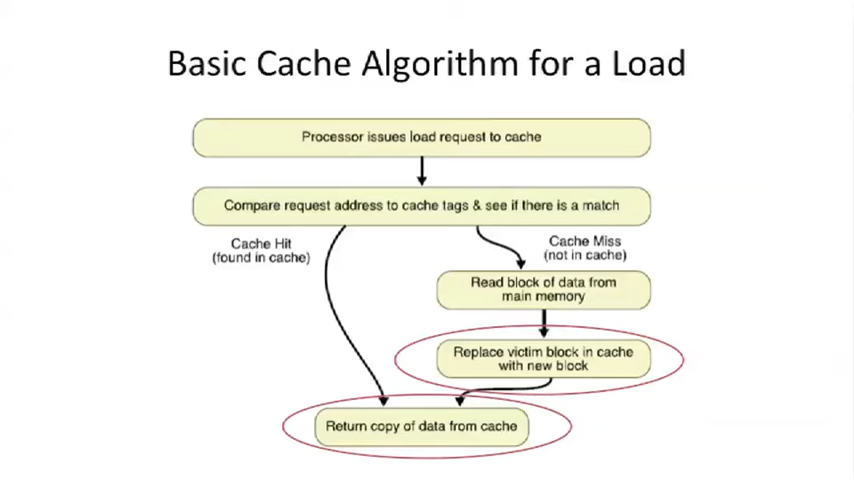 Basic Cache Algorithm for a Load
Processor issues load request to cache
Compare request address to cache tags & see if there is a match
Cache Hit
(found in cache)
Cache Miss
(not in cache)
Read block of data from
main memory
Replace victim block in cache
with new block
Return copy of data from cache